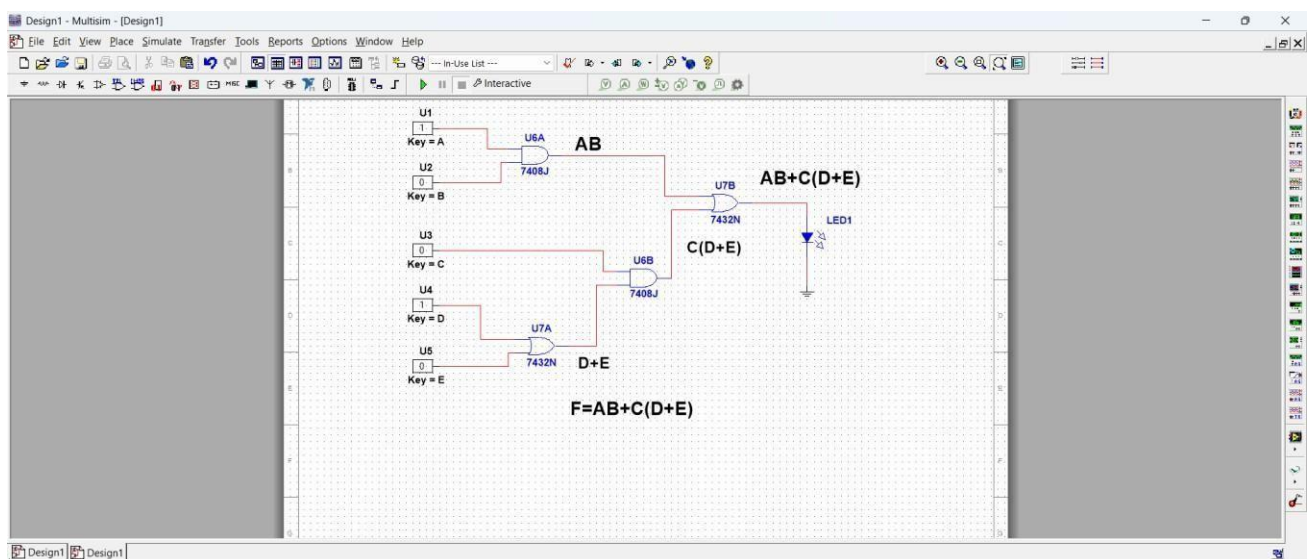 Design1 - Multisim - [Design1]
File Edit View Place Simulate Transfer Tools Reports Options Window Help
--- In-Use List ---
Interactive
U1
1
Key = A
U6A
AB
7408J
U2
0
Key = B
U7B
AB+C(D+E)
7432N
LED1
U3
0
Key = C
C(D+E)
U6B
7408J
U4
1
Key = D
U7A
7432N
D+E
U5
0
Key = E
F=AB+C(D+E)
Design1 Design1